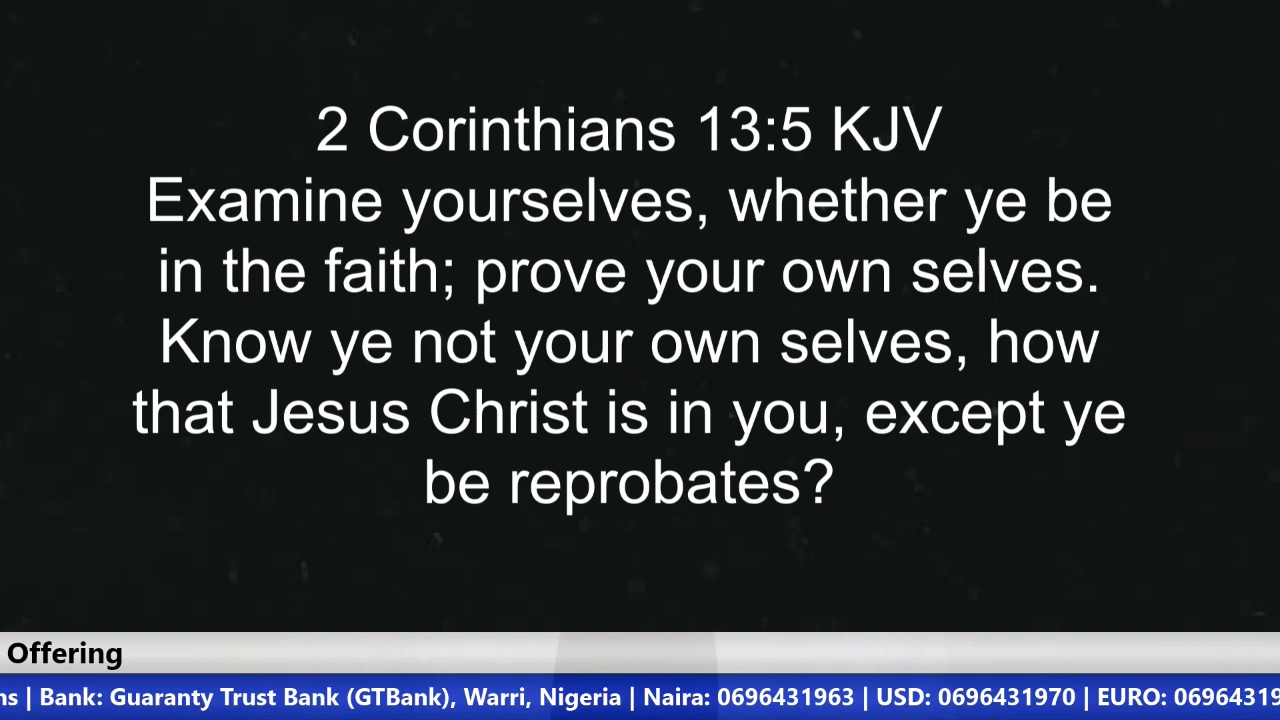 2 Corinthians 13:5 KJV
Examine yourselves, whether ye be
in the faith; prove your own selves.
Know ye not your own selves, how
that Jesus Christ is in you, except ye
be reprobates?
Offering
| Bank: Guaranty Trust Bank (GTBank), Warri, Nigeria | Naira: 0696431963 | USD: 0696431970 | EURO: